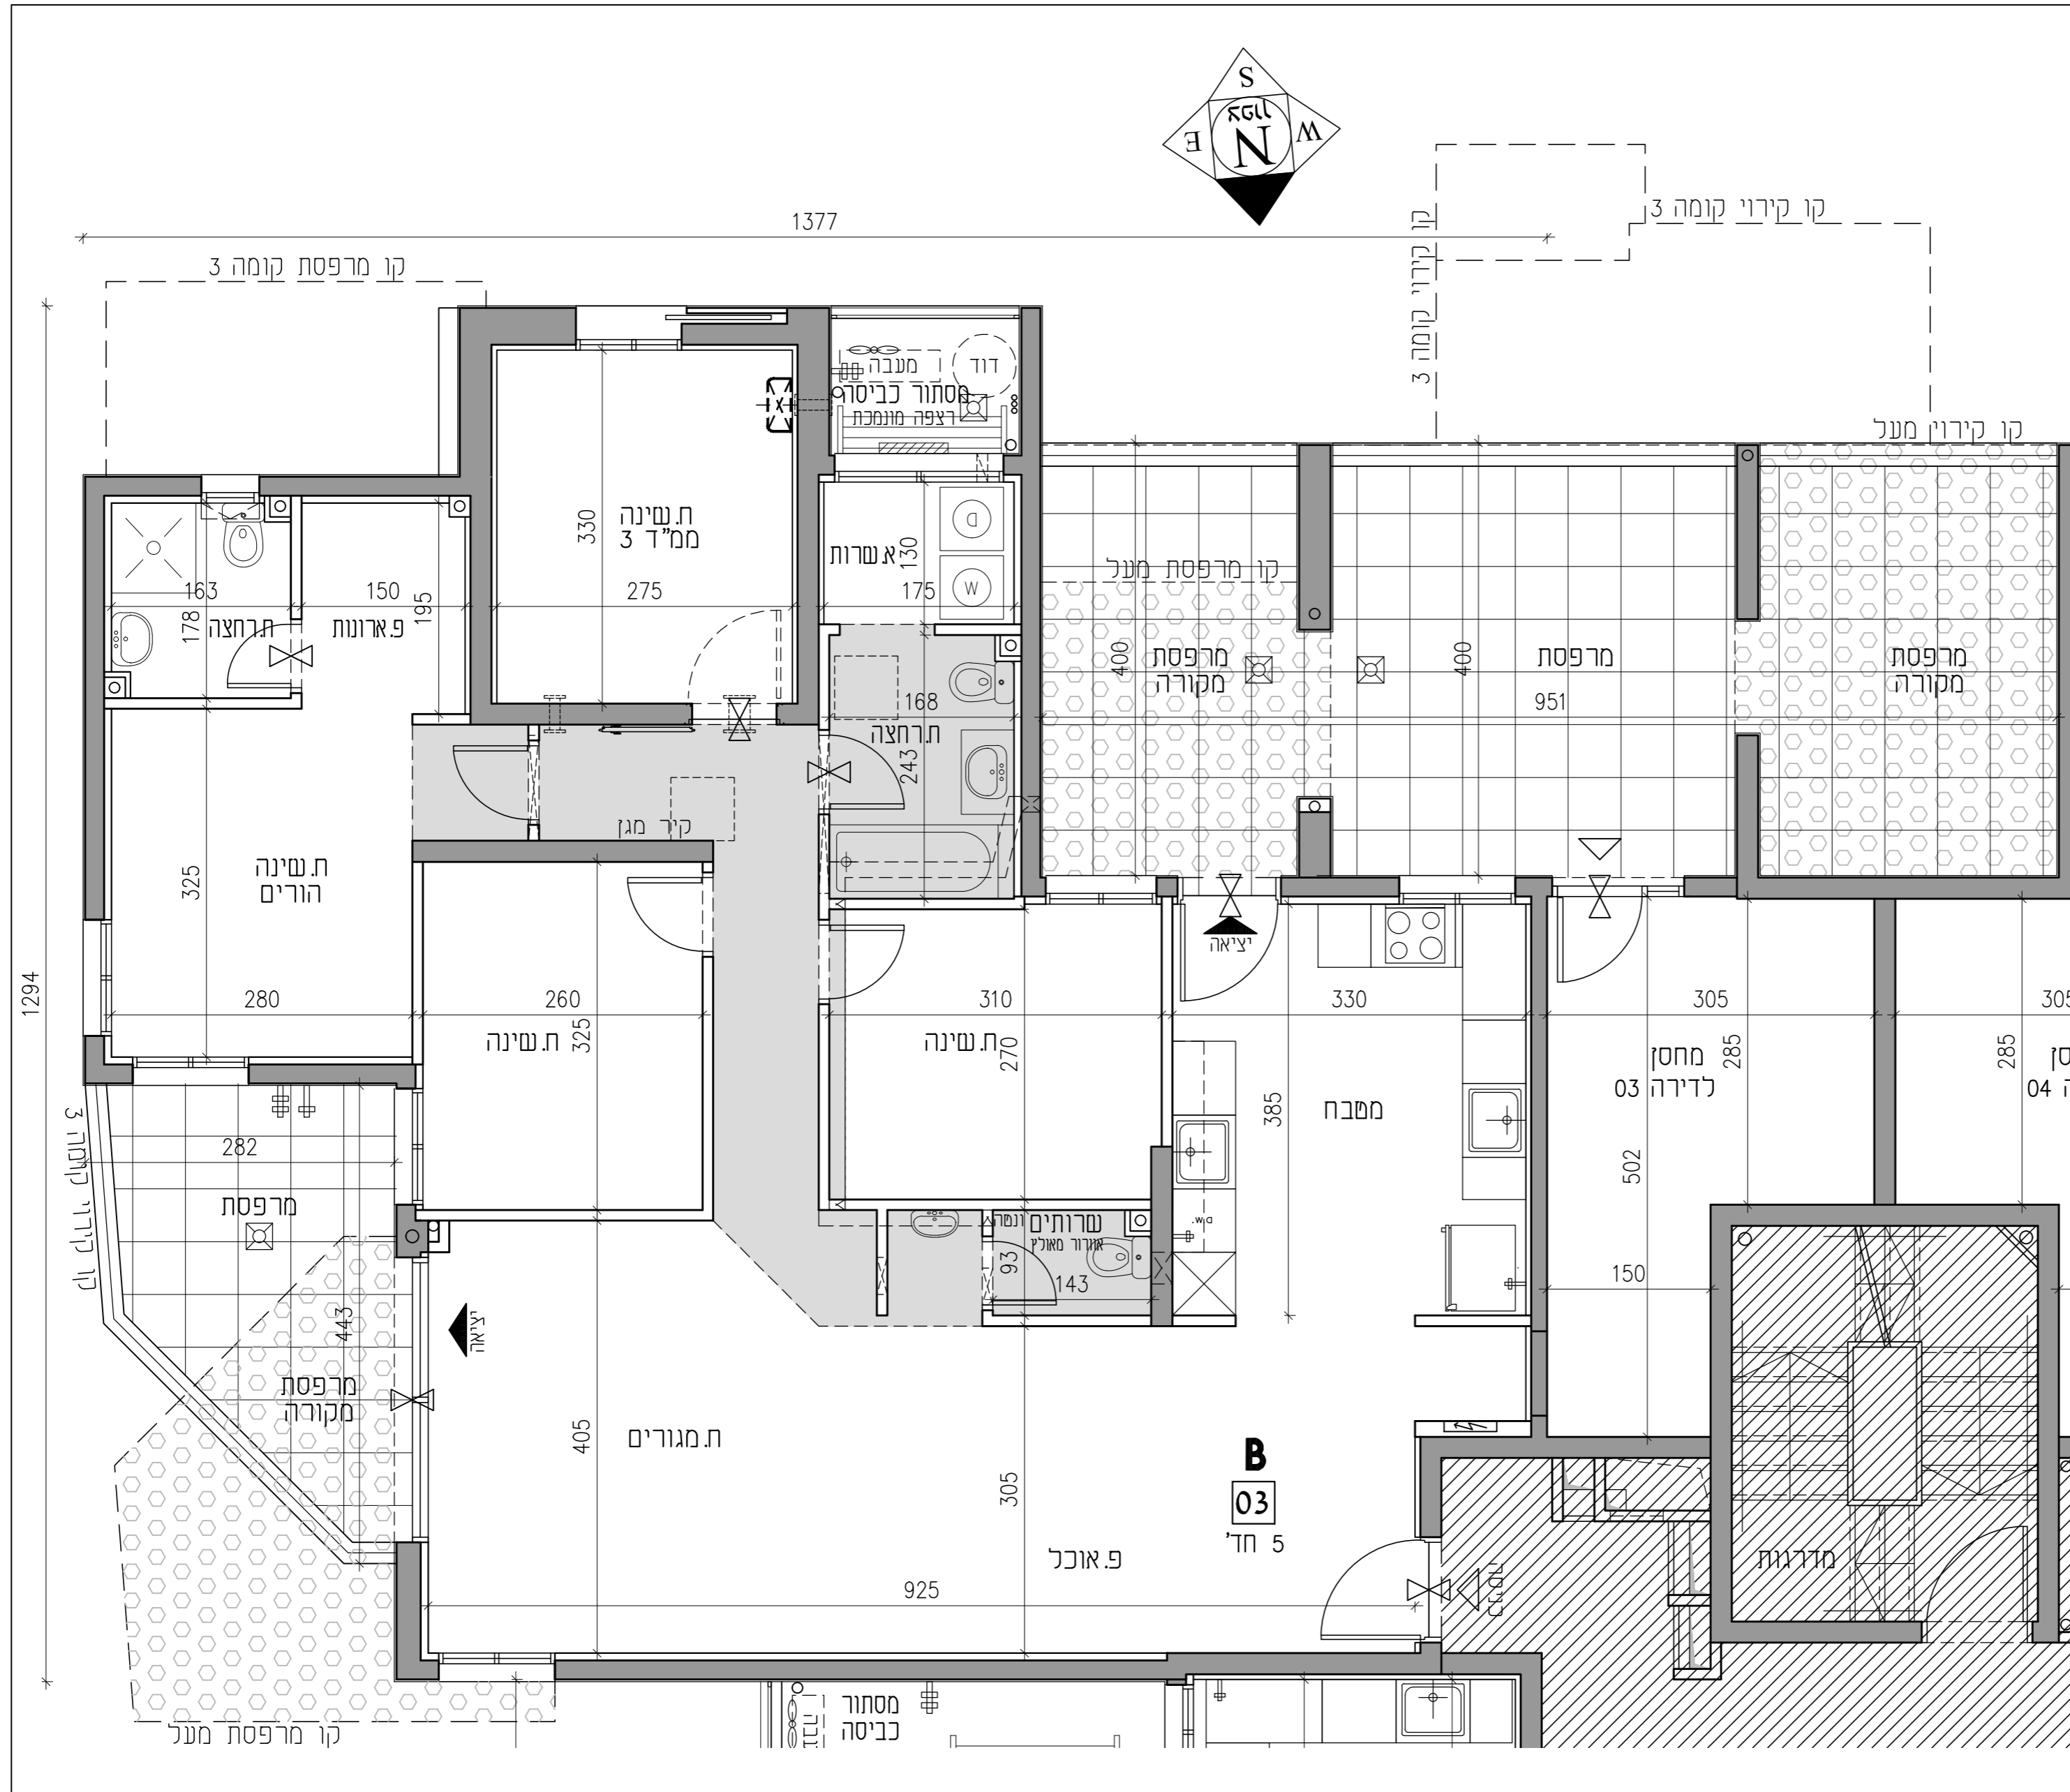 S
E
צפון
W
N
1377
קו קירוי קומה 3
קו קירוי קומה 3
קו מרפסת קומה 3
קו קירוי מעל
מעבה
דוד
מסתור כביסה
רצפה מונמכת
ח.שינה
ממ"ד 3
330
275
א.שרות
130
175
D
W
163
178
ח.רחצה
150
195
פ.ארונות
168
ח.רחצה
243
קו מרפסת מעל
מרפסת
מקורה
400
מרפסת
400
951
מרפסת
מקורה
קיר מגן
ח.שינה
הורים
325
280
1294
260
ח.שינה
325
310
ח.שינה
270
יציאה
330
מטבח
385
D.W.
305
מחסן
לדירה 03
285
502
150
305
285
04
קו קירוי קומה 3
282
מרפסת
443
מרפסת
מקורה
יציאה
שרותים
ונטה
אוורור מאולץ
93
143
405
ח.מגורים
305
B
03
5 חד'
פ.אוכל
925
כניסה
מדרגות
קו מרפסת מעל
מסתור
כביסה